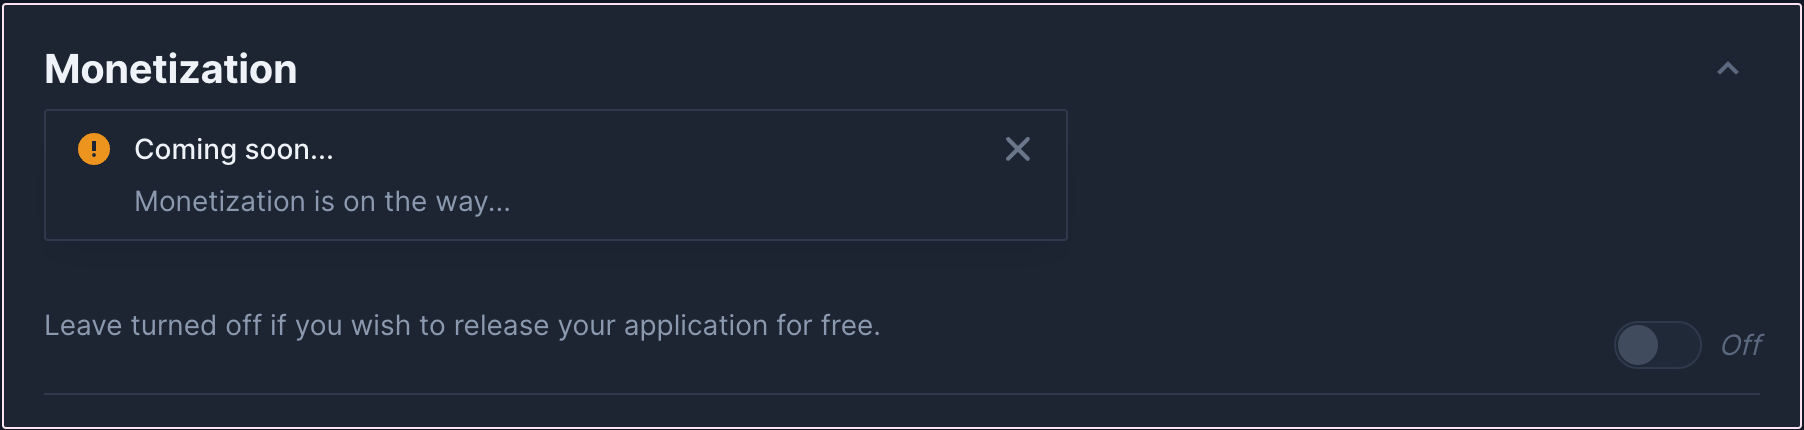 Monetization
Coming soon...
Monetization is on the way...
Leave turned off if you wish to release your application for free.
Off